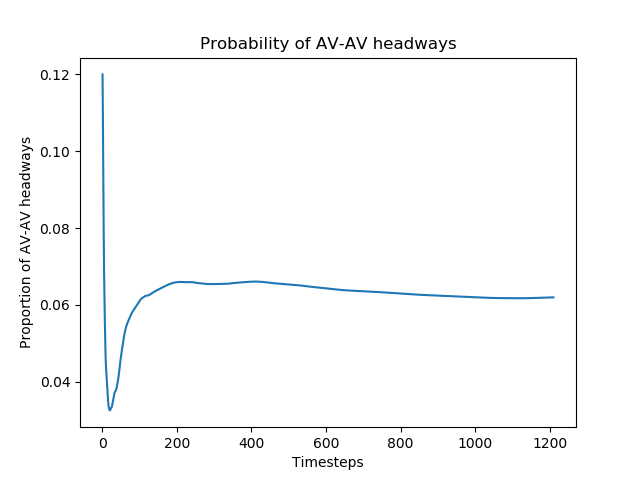 Probability of AV-AV headways
0.12
0.10
0.08
0.06
0.04
Proportion of AV-AV headways
0 200 400 600 800 1000 1200
Timesteps